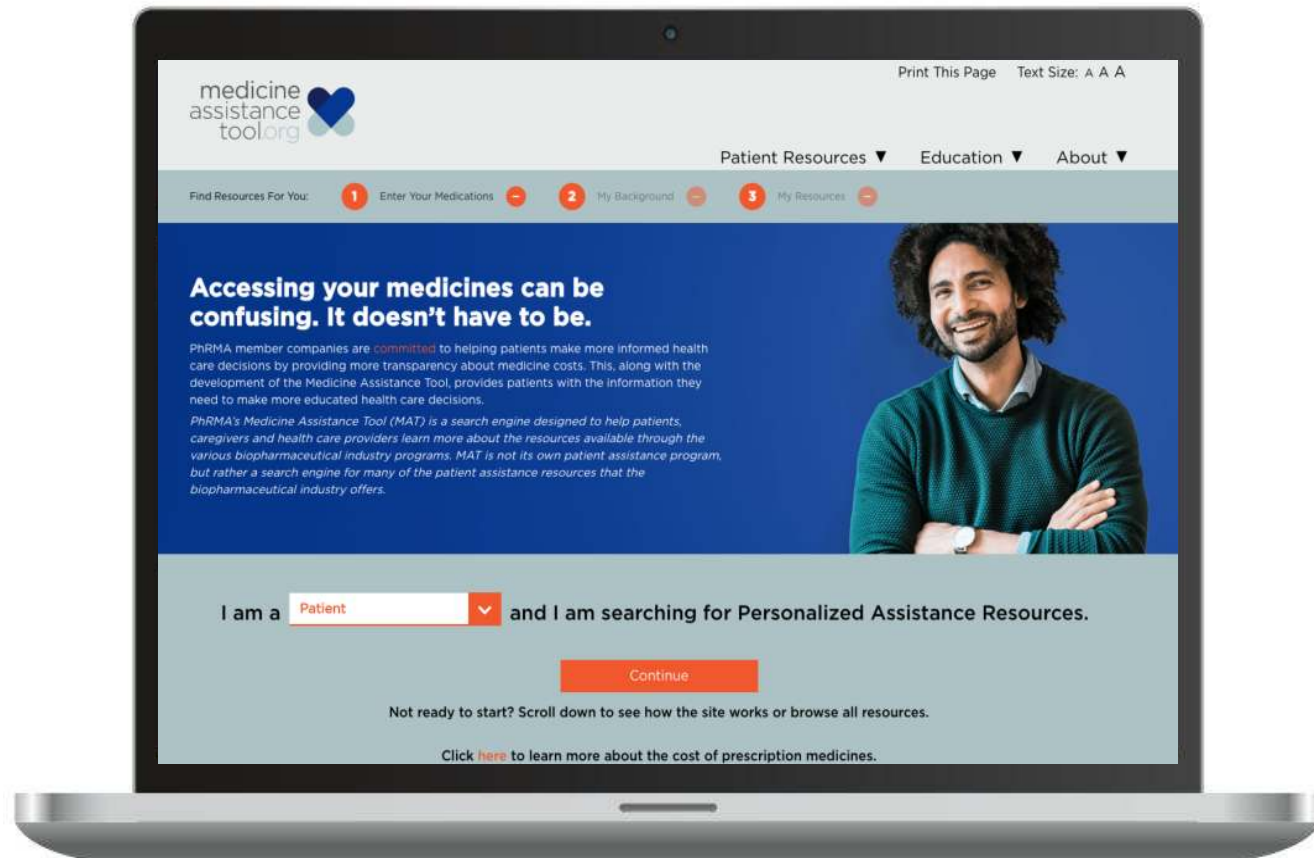 medicine
assistance
tool.org
Print This Page Text Size: A A A
Patient Resources ▼ Education ▼ About ▼
Find Resources For You: 1 Enter Your Medications – 2 My Background – 3 My Resources –
Accessing your medicines can be
confusing. It doesn't have to be.
PhRMA member companies are committed to helping patients make more informed health
care decisions by providing more transparency about medicine costs. This, along with the
development of the Medicine Assistance Tool, provides patients with the information they
need to make more educated health care decisions.
PhRMA's Medicine Assistance Tool (MAT) is a search engine designed to help patients,
caregivers and health care providers learn more about the resources available through the
various biopharmaceutical industry programs. MAT is not its own patient assistance program,
but rather a search engine for many of the patient assistance resources that the
biopharmaceutical industry offers.
I am a Patient and I am searching for Personalized Assistance Resources.
Continue
Not ready to start? Scroll down to see how the site works or browse all resources.
Click here to learn more about the cost of prescription medicines.